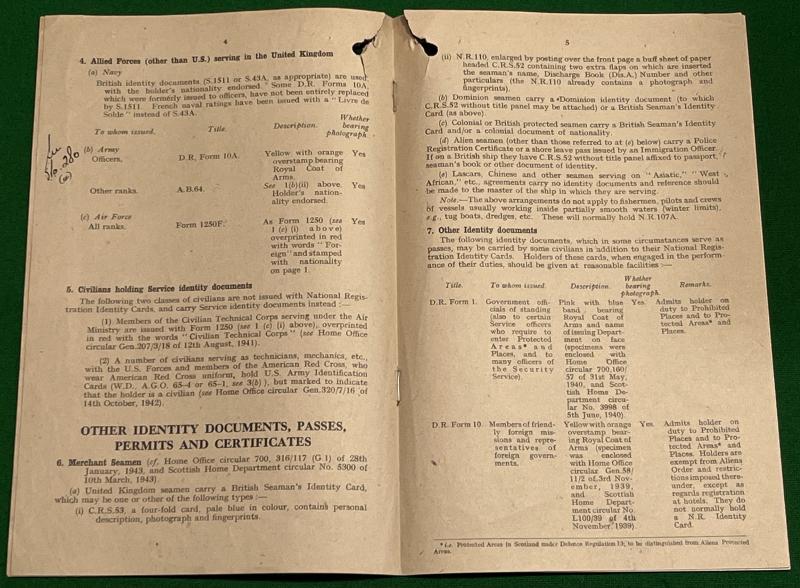 4
4. Allied Forces (other than U.S.) serving in the United Kingdom
(a) Navy
British identity documents (S.1511 or S.43A, as appropriate) are used
with the holder's nationality endorsed. Some D.R. Forms 10A,
which were formerly issued to officers, have not been entirely replaced
by S.1511. French naval ratings have been issued with a "Livre de
Solde" instead of S.43A.
To whom issued. Title. Description. Whether bearing photograph.
(b) Army
Officers. D.R. Form 10A. Yellow with orange Yes
overstamp bearing
Royal Coat of
Arms.
Other ranks. A.B.64. See 1(b)(ii) above. Yes
Holder's nation-
ality endorsed.
(c) Air Force
All ranks. Form 1250F. As Form 1250 (see Yes
1 (c) (i) above)
overprinted in red
with words "For-
eign" and stamped
with nationality
on page 1.
5. Civilians holding Service identity documents
The following two classes of civilians are not issued with National Regis-
tration Identity Cards, and carry Service identity documents instead :—
(1) Members of the Civilian Technical Corps serving under the Air
Ministry are issued with Form 1250 (see 1 (c) (i) above), overprinted
in red with the words "Civilian Technical Corps" (see Home Office
circular Gen.207/3/18 of 12th August, 1941).
(2) A number of civilians serving as technicians, mechanics, etc.,
with the U.S. Forces and members of the American Red Cross, who
wear American Red Cross uniform, hold U.S. Army Identification
Cards (W.D., A.G.O. 65-4 or 65-1, see 3(b)), but marked to indicate
that the holder is a civilian (see Home Office circular Gen.320/7/16 of
14th October, 1942).
OTHER IDENTITY DOCUMENTS, PASSES,
PERMITS AND CERTIFICATES
6. Merchant Seamen (cf. Home Office circular 700, 316/117 (G 1) of 28th
January, 1943, and Scottish Home Department circular No. 5300 of
10th March, 1943)
(a) United Kingdom seamen carry a British Seaman's Identity Card,
which may be one or other of the following types :—
(i) C.R.S.53, a four-fold card, pale blue in colour, contains personal
description, photograph and fingerprints.
5
(ii) N.R.110, enlarged by posting over the front page a buff sheet of paper
headed C.R.S.52 containing two extra flaps on which are inserted
the seaman's name, Discharge Book (Dis.A.) Number and other
particulars (the N.R.110 already contains a photograph and
fingerprints).
(b) Dominion seamen carry a Dominion identity document (to which
C.R.S.52 without title panel may be attached) or a British Seaman's Identity
Card (as above).
(c) Colonial or British protected seamen carry a British Seaman's Identity
Card and/or a colonial document of nationality.
(d) Alien seamen (other than those referred to at (e) below) carry a Police
Registration Certificate or a shore leave pass issued by an Immigration Officer.
If on a British ship they have C.R.S.52 without title panel affixed to passport,
seaman's book or other document of identity.
(e) Lascars, Chinese and other seamen serving on "Asiatic," "West
African," etc., agreements carry no identity documents and reference should
be made to the master of the ship in which they are serving.
Note.—The above arrangements do not apply to fishermen, pilots and crews
of vessels usually working inside partially smooth waters (winter limits),
e.g., tug boats, dredges, etc. These will normally hold N.R.107A.
7. Other Identity documents
The following identity documents, which in some circumstances serve as
passes, may be carried by some civilians in addition to their National Regis-
tration Identity Cards. Holders of these cards, when engaged in the perform-
ance of their duties, should be given at reasonable facilities :—
Title. To whom issued. Description. Whether bearing photograph. Remarks.
D.R. Form 1. Government offi- Pink with blue Yes. Admits holder on
cials of standing band, bearing duty to Prohibited
(also to certain Royal Coat of Places and to Pro-
Service officers Arms and name tected Areas* and
who require to of issuing Depart- Places.
enter Protected ment on face
Areas* and (specimens were
Places, and to enclosed with
many officers of Home Office
the Security circular 700,160/
Service). 57 of 31st May,
1940, and Scot-
tish Home De-
partment circu-
lar No. 3998 of
5th June, 1940).
D.R. Form 10. Members of friend- Yellow with orange Yes. Admits holder on
ly foreign mis- overstamp bear- duty to Prohibited
sions and repre- ing Royal Coat of Places and to Pro-
sentatives of Arms (specimen tected Areas* and
foreign govern- was enclosed Places. Holders are
ments. with Home Office exempt from Aliens
circular Gen.58/ Order and restric-
11/2 of 3rd Nov- tions imposed there-
ember, 1939, under, except as
and Scottish regards registration
Home Depart- at hotels. They do
ment circular No. not normally hold
L100/39 of 4th a N.R. Identity
November 1939). Card.
* i.e. Protected Areas in Scotland under Defence Regulation 13, to be distinguished from Aliens Protected
Areas.